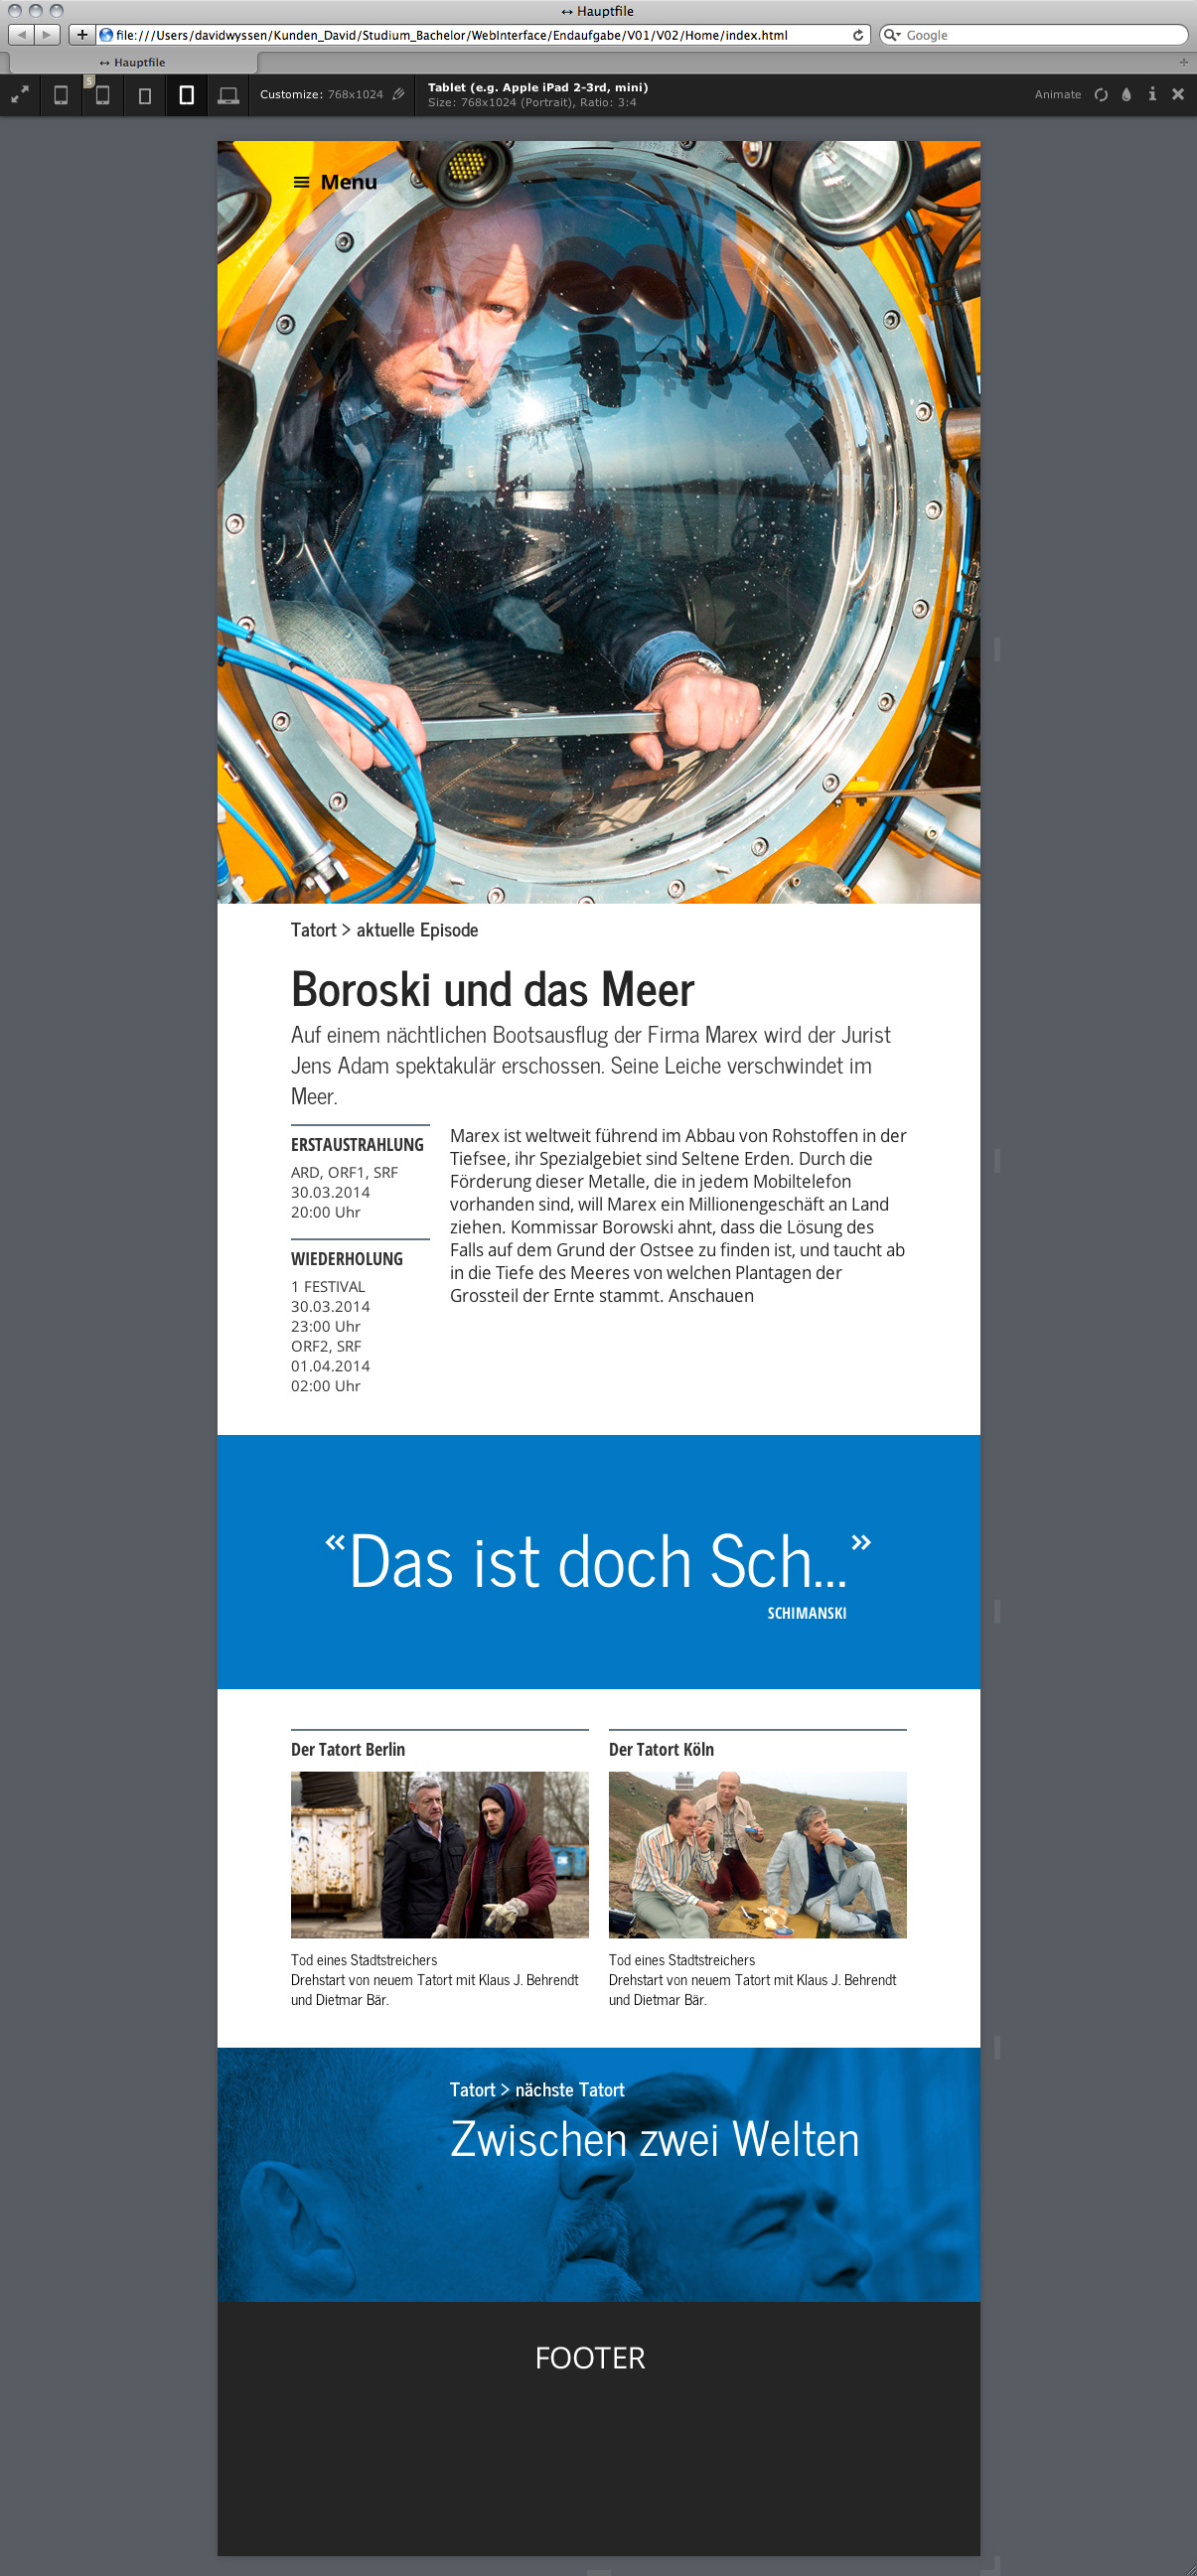 ↔ Hauptfile
file:///Users/davidwyssen/Kunden_David/Studium_Bachelor/WebInterface/Endaufgabe/V01/V02/Home/index.html
Google
↔ Hauptfile
5
Customize: 768x1024
Tablet (e.g. Apple iPad 2-3rd, mini)
Size: 768x1024 (Portrait), Ratio: 3:4
Animate
Menu
Tatort > aktuelle Episode
Boroski und das Meer
Auf einem nächtlichen Bootsausflug der Firma Marex wird der Jurist
Jens Adam spektakulär erschossen. Seine Leiche verschwindet im
Meer.
ERSTAUSTRAHLUNG
ARD, ORF1, SRF
30.03.2014
20:00 Uhr
WIEDERHOLUNG
1 FESTIVAL
30.03.2014
23:00 Uhr
ORF2, SRF
01.04.2014
02:00 Uhr
Marex ist weltweit führend im Abbau von Rohstoffen in der
Tiefsee, ihr Spezialgebiet sind Seltene Erden. Durch die
Förderung dieser Metalle, die in jedem Mobiltelefon
vorhanden sind, will Marex ein Millionengeschäft an Land
ziehen. Kommissar Borowski ahnt, dass die Lösung des
Falls auf dem Grund der Ostsee zu finden ist, und taucht ab
in die Tiefe des Meeres von welchen Plantagen der
Grossteil der Ernte stammt. Anschauen
«Das ist doch Sch...»
SCHIMANSKI
Der Tatort Berlin
Tod eines Stadtstreichers
Drehstart von neuem Tatort mit Klaus J. Behrendt
und Dietmar Bär.
Der Tatort Köln
Tod eines Stadtstreichers
Drehstart von neuem Tatort mit Klaus J. Behrendt
und Dietmar Bär.
Tatort > nächste Tatort
Zwischen zwei Welten
FOOTER